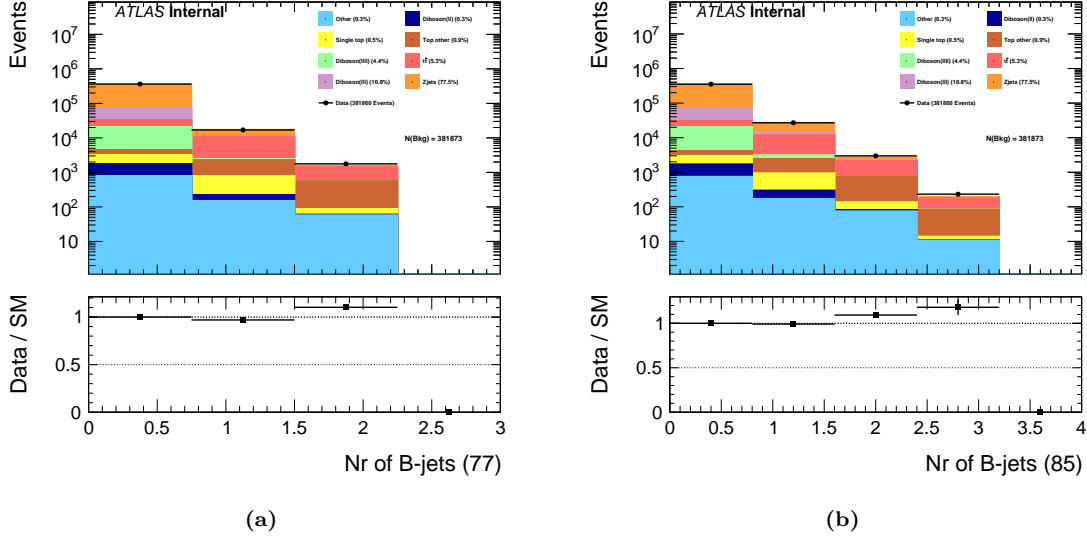 Events
ATLAS Internal
Other (0.3%)
Diboson(ll) (0.3%)
Single top (0.5%)
Top other (0.9%)
Diboson(llll) (4.4%)
tt̄ (5.3%)
Diboson(lll) (10.8%)
Zjets (77.5%)
Data (381860 Events)
N(Bkg) = 381873
10⁷
10⁶
10⁵
10⁴
10³
10²
10
Data / SM
1
0.5
0
0 0.5 1 1.5 2 2.5 3
Nr of B-jets (77)
(a)
Events
ATLAS Internal
Other (0.3%)
Diboson(ll) (0.3%)
Single top (0.5%)
Top other (0.9%)
Diboson(llll) (4.4%)
tt̄ (5.3%)
Diboson(lll) (10.8%)
Zjets (77.5%)
Data (381860 Events)
N(Bkg) = 381873
10⁷
10⁶
10⁵
10⁴
10³
10²
10
Data / SM
1
0.5
0
0 0.5 1 1.5 2 2.5 3 3.5 4
Nr of B-jets (85)
(b)